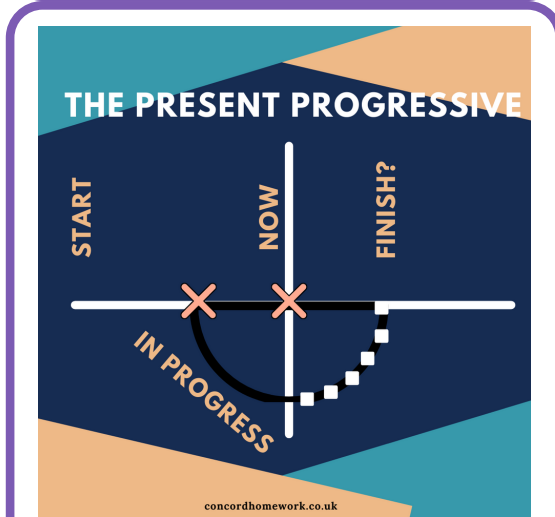 THE PRESENT PROGRESSIVE
START
NOW
FINISH?
IN PROGRESS
concordhomework.co.uk